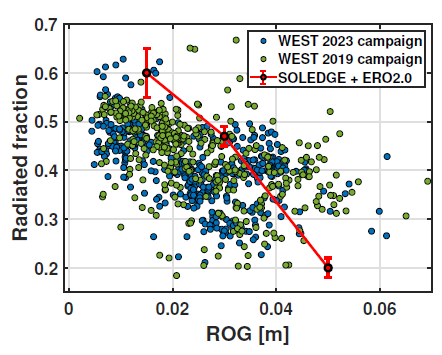 0.7
0.6
0.5
0.4
0.3
0.2
Radiated fraction
WEST 2023 campaign
WEST 2019 campaign
SOLEDGE + ERO2.0
0
0.02
0.04
0.06
ROG [m]